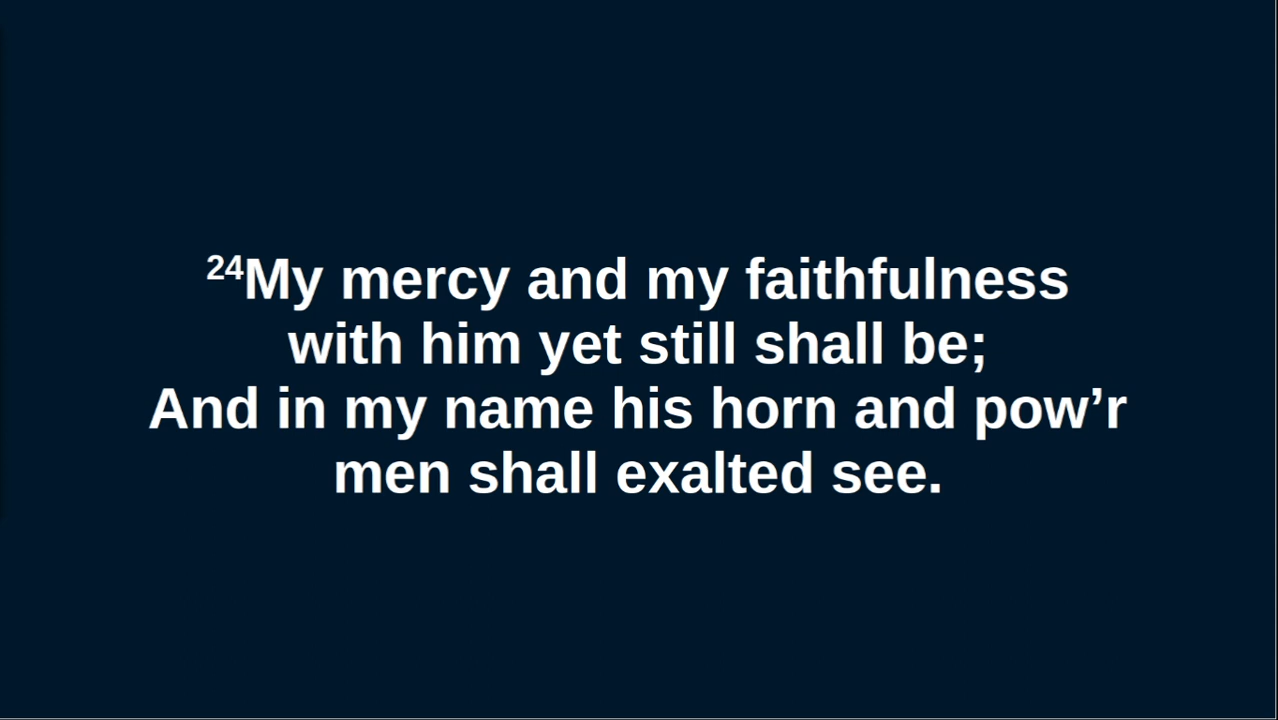 24My mercy and my faithfulness
with him yet still shall be;
And in my name his horn and pow’r
men shall exalted see.